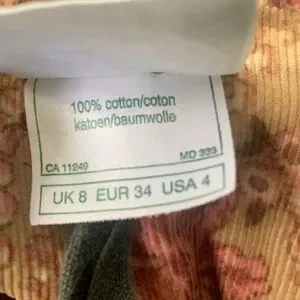 100% cotton/coton
katoen/baumwolle
CA 11249 MD 333
UK 8 EUR 34 USA 4